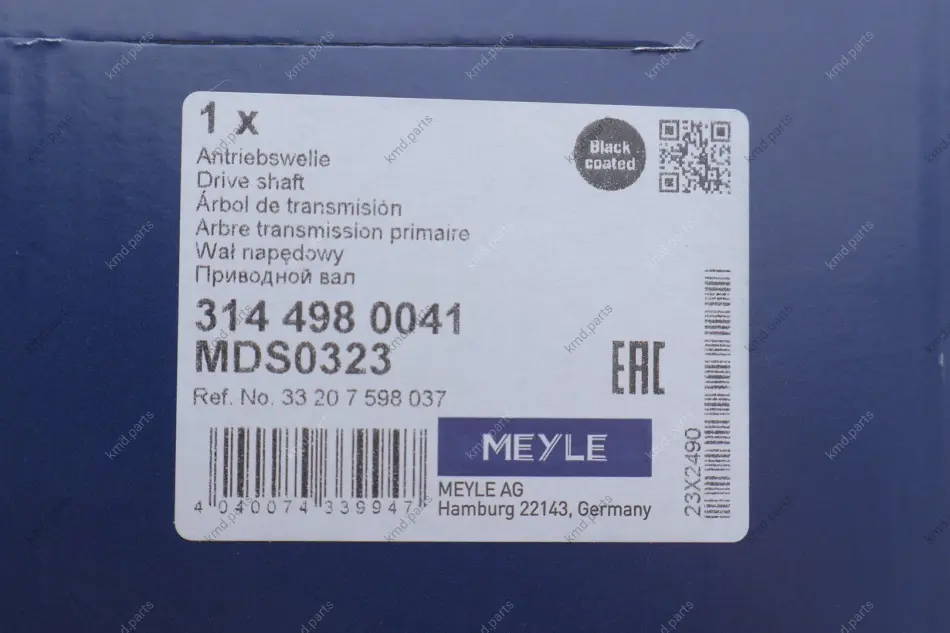 1 x
Black
coated
Antriebswelle
Drive shaft
Árbol de transmisión
Arbre transmission primaire
Wał napędowy
Приводной вал
314 498 0041
MDS0323
EAC
Ref. No. 33 20 7 598 037
MEYLE
MEYLE AG
Hamburg 22143, Germany
4 040074 339947
23X2490
kmd.parts